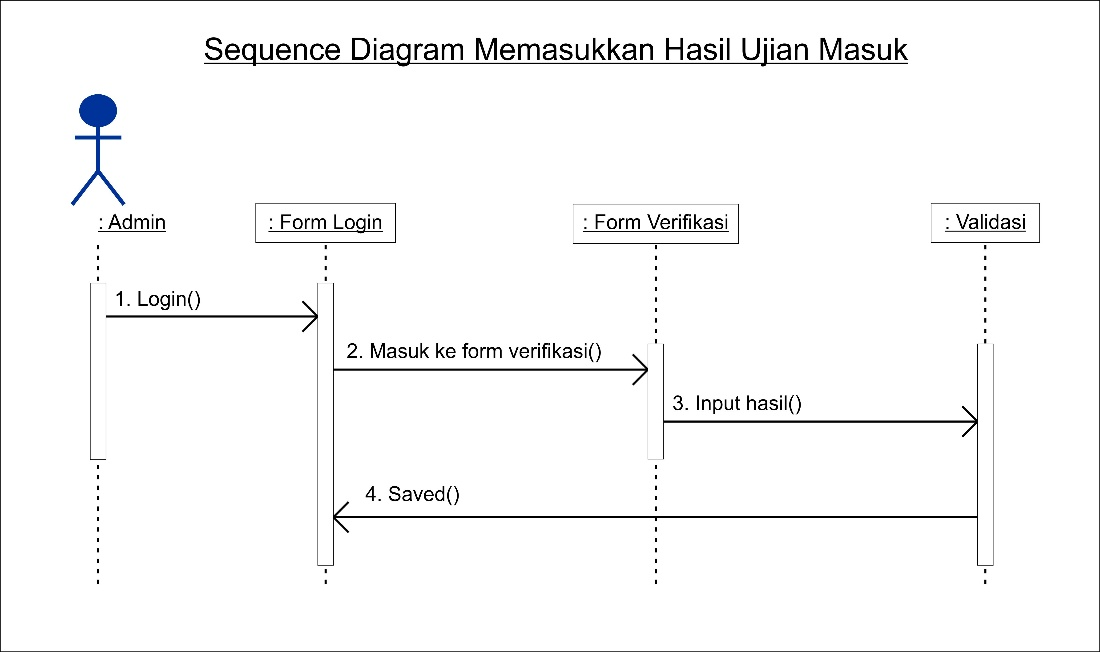 Sequence Diagram Memasukkan Hasil Ujian Masuk
: Admin
: Form Login
: Form Verifikasi
: Validasi
1. Login()
2. Masuk ke form verifikasi()
3. Input hasil()
4. Saved()